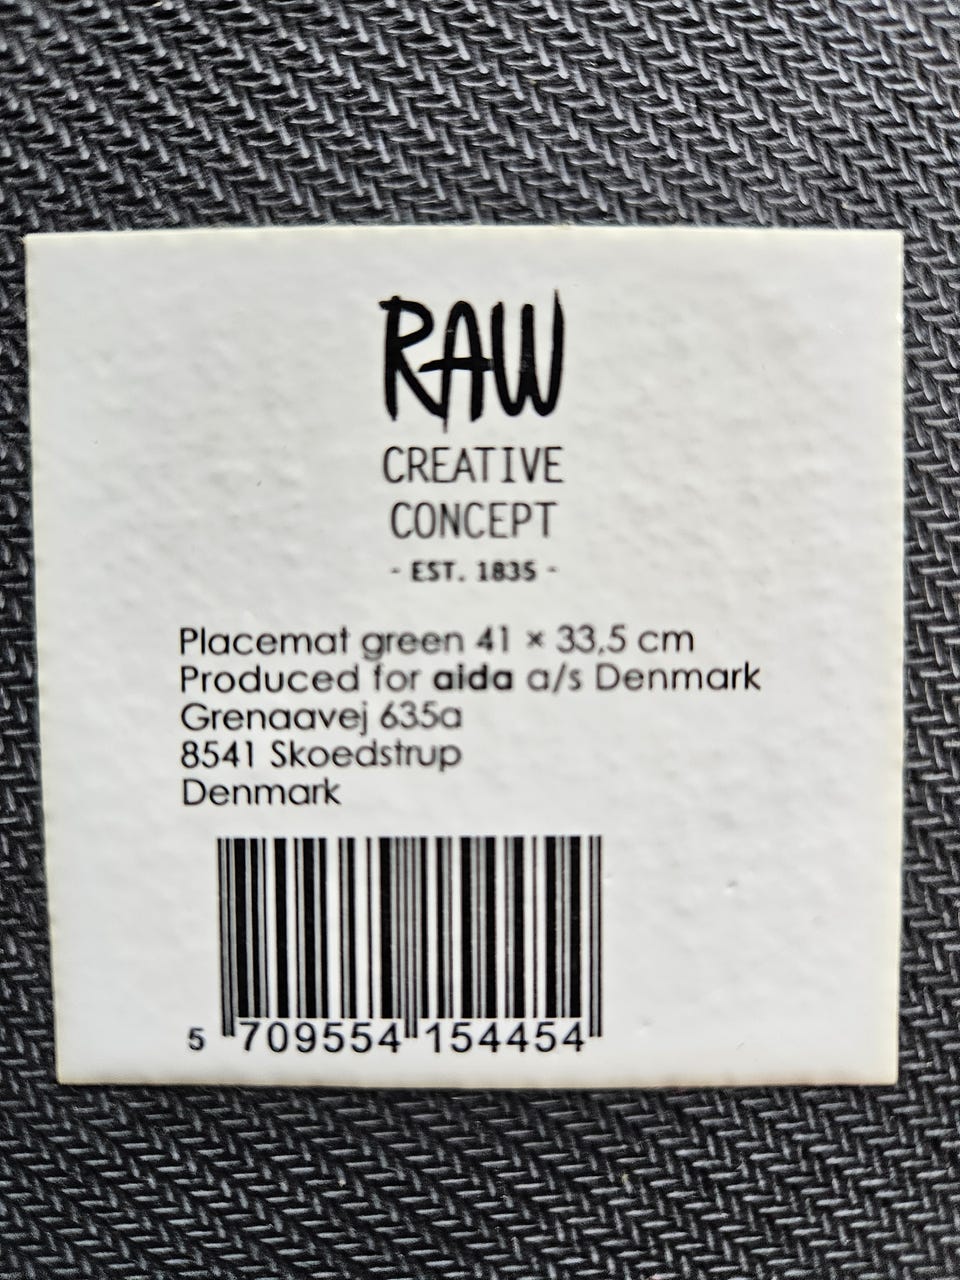 RAW
CREATIVE
CONCEPT
- EST. 1835 -
Placemat green 41 × 33,5 cm
Produced for aida a/s Denmark
Grenaavej 635a
8541 Skoedstrup
Denmark
5 709554 154454